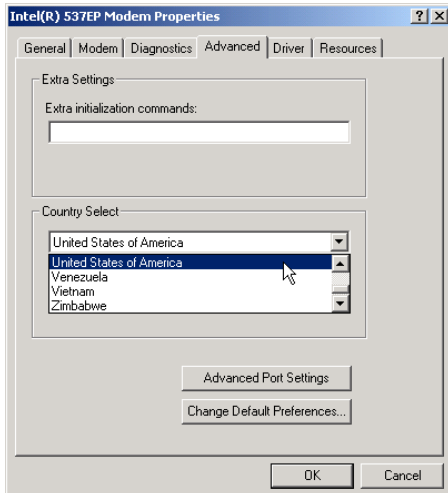 Intel(R) 537EP Modem Properties
General Modem Diagnostics Advanced Driver Resources
Extra Settings
Extra initialization commands:
Country Select
United States of America
United States of America
Venezuela
Vietnam
Zimbabwe
Advanced Port Settings
Change Default Preferences...
OK Cancel